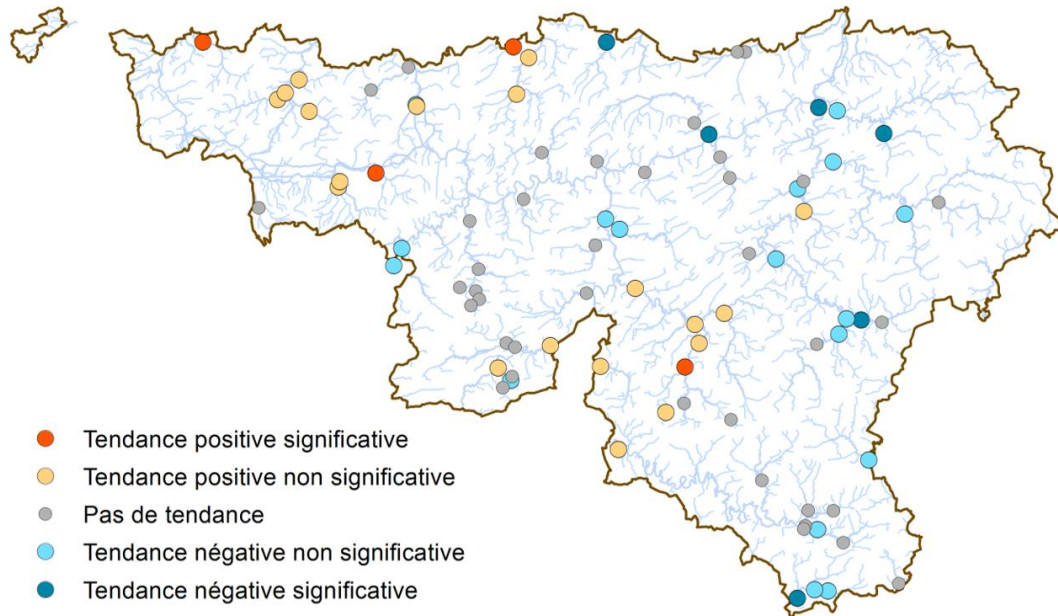 Tendance positive significative
Tendance positive non significative
Pas de tendance
Tendance négative non significative
Tendance négative significative